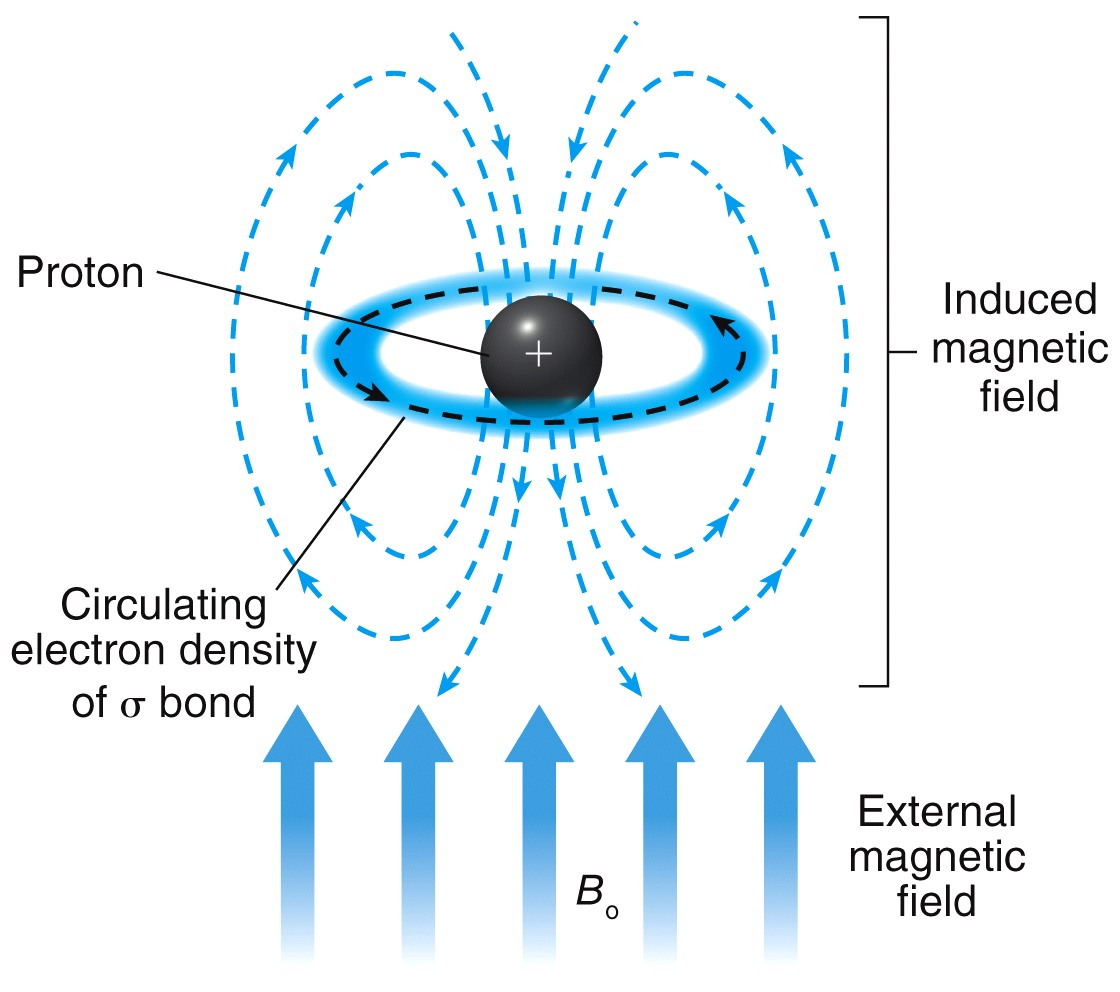 Proton
+
Induced
magnetic
field
Circulating
electron density
of σ bond
External
magnetic
field
Bo